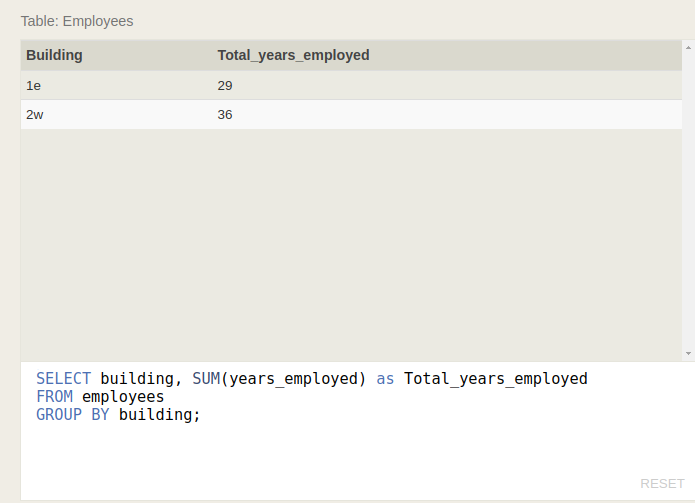 Table: Employees
Building Total_years_employed
1e 29
2w 36
SELECT building, SUM(years_employed) as Total_years_employed
FROM employees
GROUP BY building;
RESET